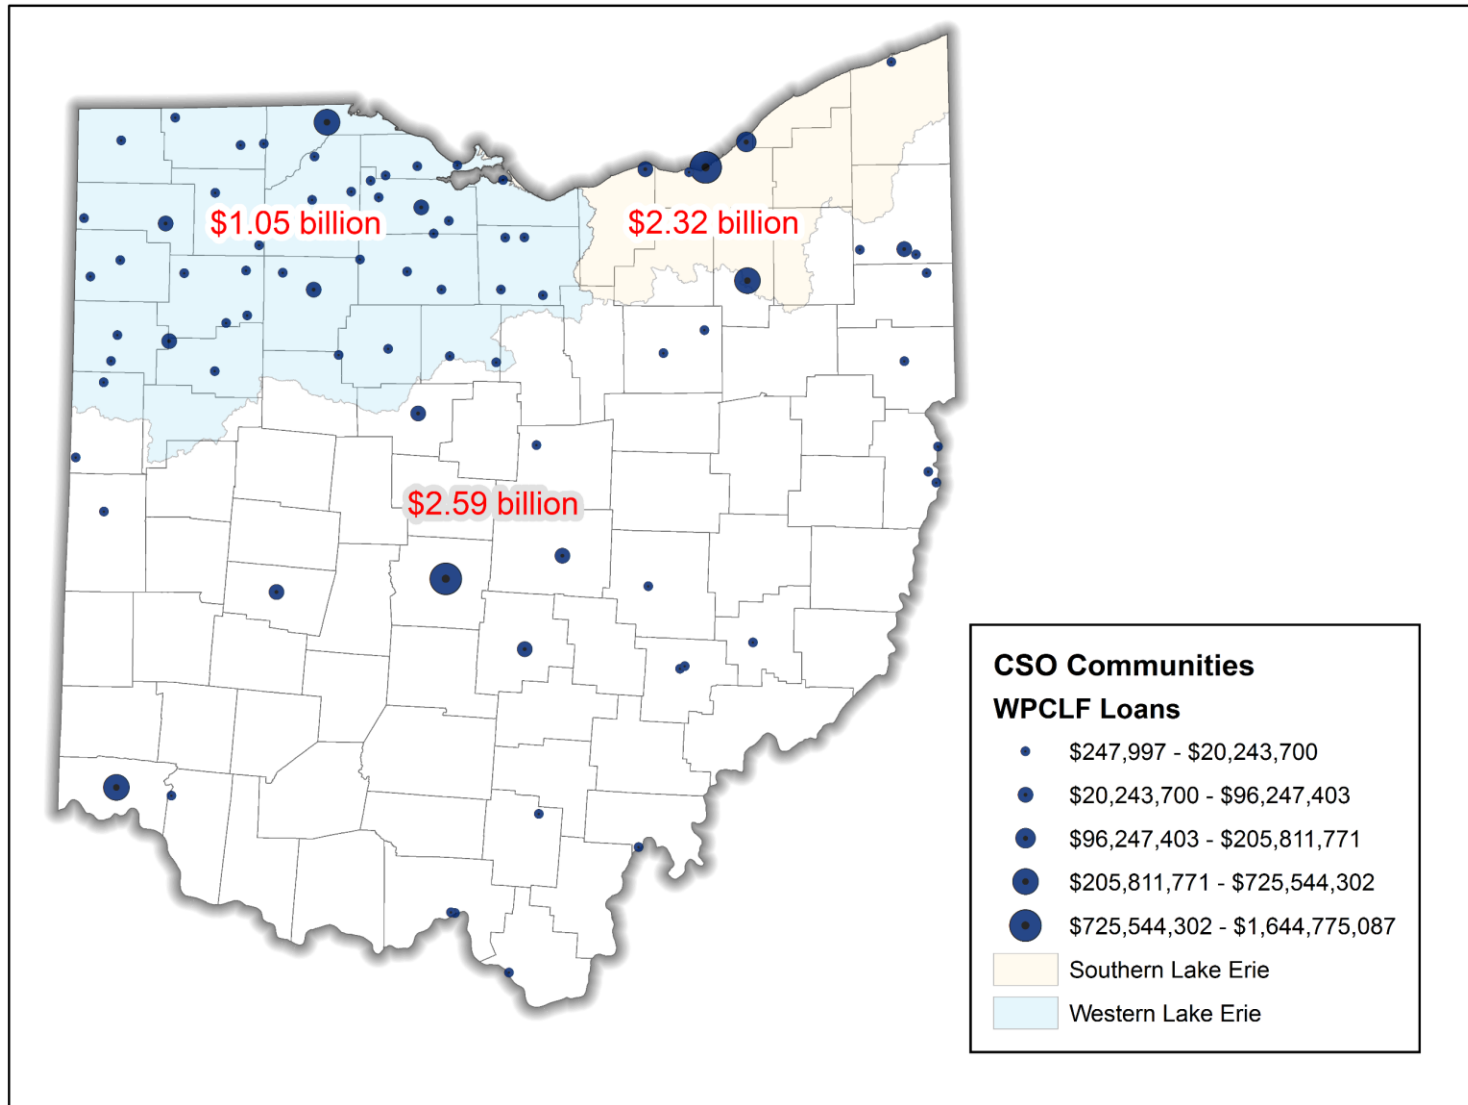 $1.05 billion
$2.32 billion
$2.59 billion
CSO Communities
WPCLF Loans
$247,997 - $20,243,700
$20,243,700 - $96,247,403
$96,247,403 - $205,811,771
$205,811,771 - $725,544,302
$725,544,302 - $1,644,775,087
Southern Lake Erie
Western Lake Erie